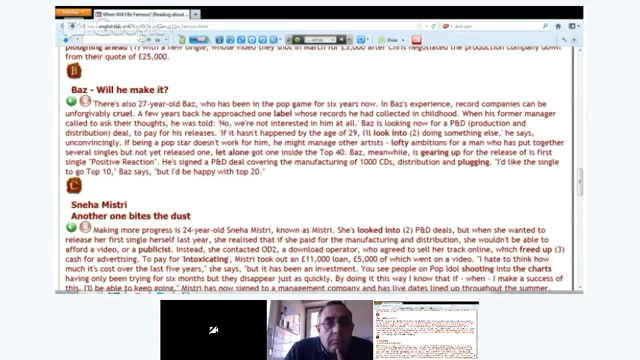 When Will I Be Famous? (Reading about
ploughing ahead (1) with a new single, whose video they shot in March for £5,000 after Chris negotiated the production company down
from their quote of £25,000.
B
Baz - Will he make it?
There's also 27-year-old Baz, who has been in the pop game for six years now. In Baz's experience, record companies can be
unforgivably cruel. A few years back he approached one label whose records he had collected in childhood. When his former manager
called to ask their thoughts, he was told: 'No, we're not interested in him at all.' Baz is looking now for a P&D (production and
distribution) deal, to pay for his releases. 'If it hasn't happened by the age of 29, I'll look into (2) doing something else,' he says,
unconvincingly. If being a pop star doesn't work for him, he might manage other artists - lofty ambitions for a man who has put together
several singles but not yet released one, let alone got one inside the Top 40. Baz, meanwhile, is gearing up for the release of is first
single "Positive Reaction". He's signed a P&D deal covering the manufacturing of 1000 CDs, distribution and plugging. "I'd like the single
to go Top 10," Baz says, "but I'd be happy with top 20."
C
Sneha Mistri
Another one bites the dust
Making more progress is 24-year-old Sneha Mistri, known as Mistri. She's looked into (2) P&D deals, but when she wanted to
release her first single herself last year, she realised that if she paid for the manufacturing and distribution, she wouldn't be able to
afford a video, or a publicist. Instead, she contacted OD2, a download operator, who agreed to sell her track online, which freed up (3)
cash for advertising. To pay for 'Intoxicating', Mistri took out an £11,000 loan, £5,000 of which went on a video. "I hate to think how
much it's cost over the last five years," she says, "but it has been an investment. You see people on Pop Idol shooting into the charts
having only been trying for six months but they disappear just as quickly. By doing it this way I know that if - when - I make a success of
this, I'll be able to keep going." Mistri has now signed to a management company and has live dates lined up throughout the summer.